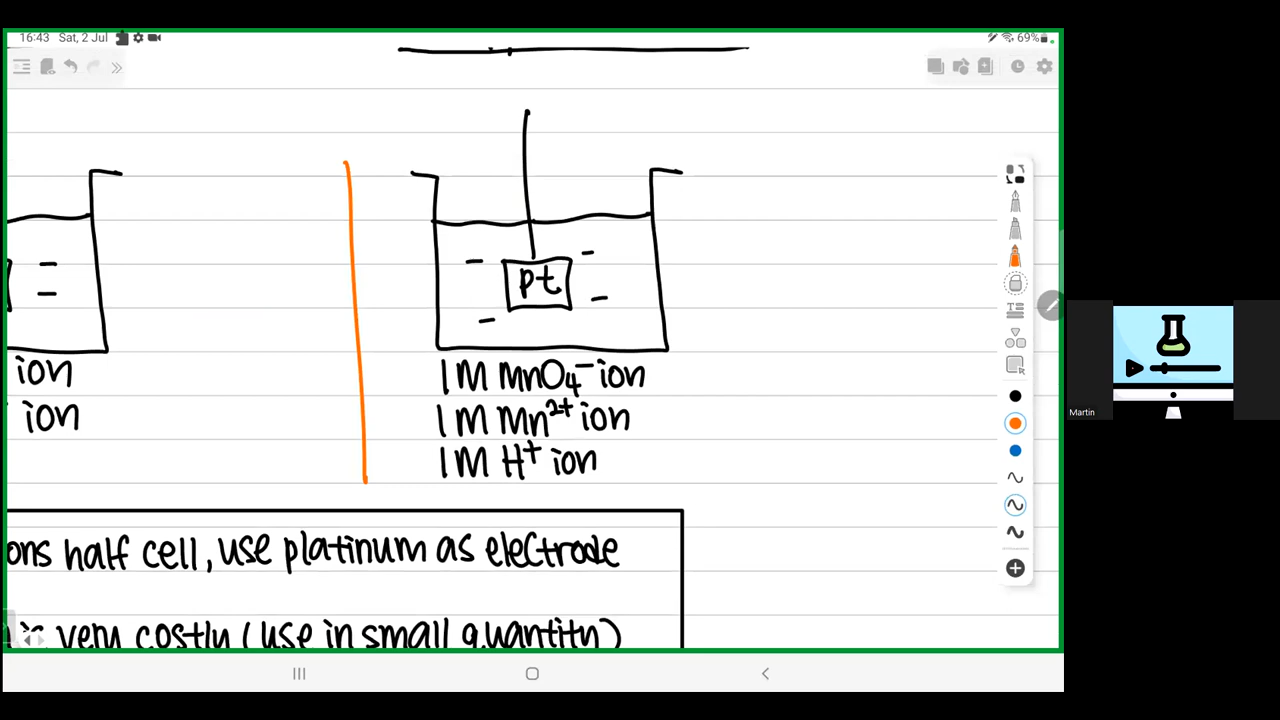 16:43 Sat, 2 Jul
69%
pt
ion
ion
1M MnO₄⁻ ion
1M Mn²⁺ ion
1M H⁺ ion
ons half cell, use platinum as electrode
very costly (use in small quantity)
Martin